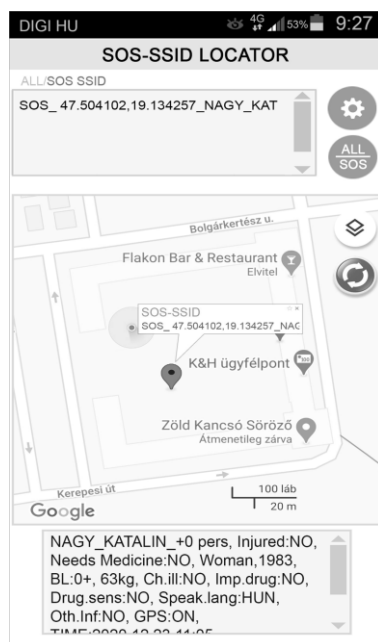 DIGI HU 4G 53% 9:27
SOS-SSID LOCATOR
ALL/SOS SSID
SOS_ 47.504102,19.134257_NAGY_KAT
ALL
SOS
Bolgárkertész u.
Flakon Bar & Restaurant
Elvitel
SOS-SSID
SOS_ 47.504102,19.134257_NAG
K&H ügyfélpont
Zöld Kancsó Söröző
Átmenetileg zárva
Kerepesi út
100 láb
20 m
Google
NAGY_KATALIN_+0 pers, Injured:NO,
Needs Medicine:NO, Woman,1983,
BL:0+, 63kg, Ch.ill:NO, Imp.drug:NO,
Drug.sens:NO, Speak.lang:HUN,
Oth.Inf:NO, GPS:ON,